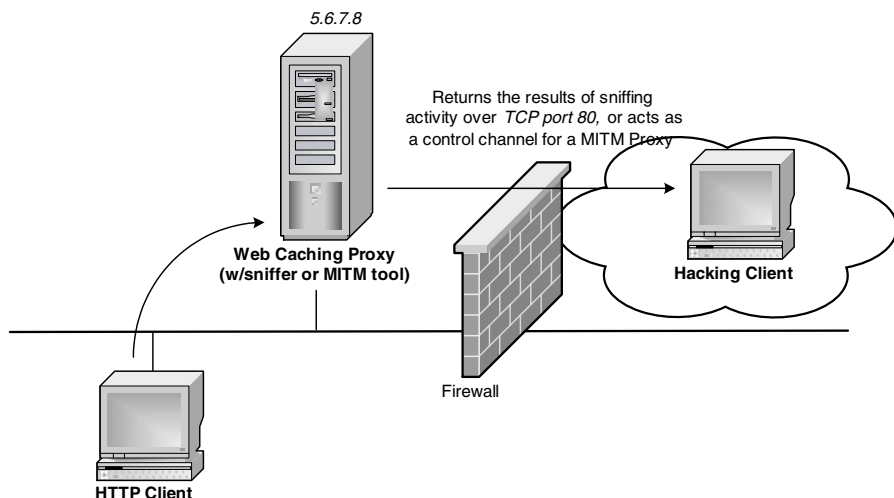 5.6.7.8
Returns the results of sniffing
activity over TCP port 80, or acts as
a control channel for a MITM Proxy
Web Caching Proxy
(w/sniffer or MITM tool)
Hacking Client
Firewall
HTTP Client